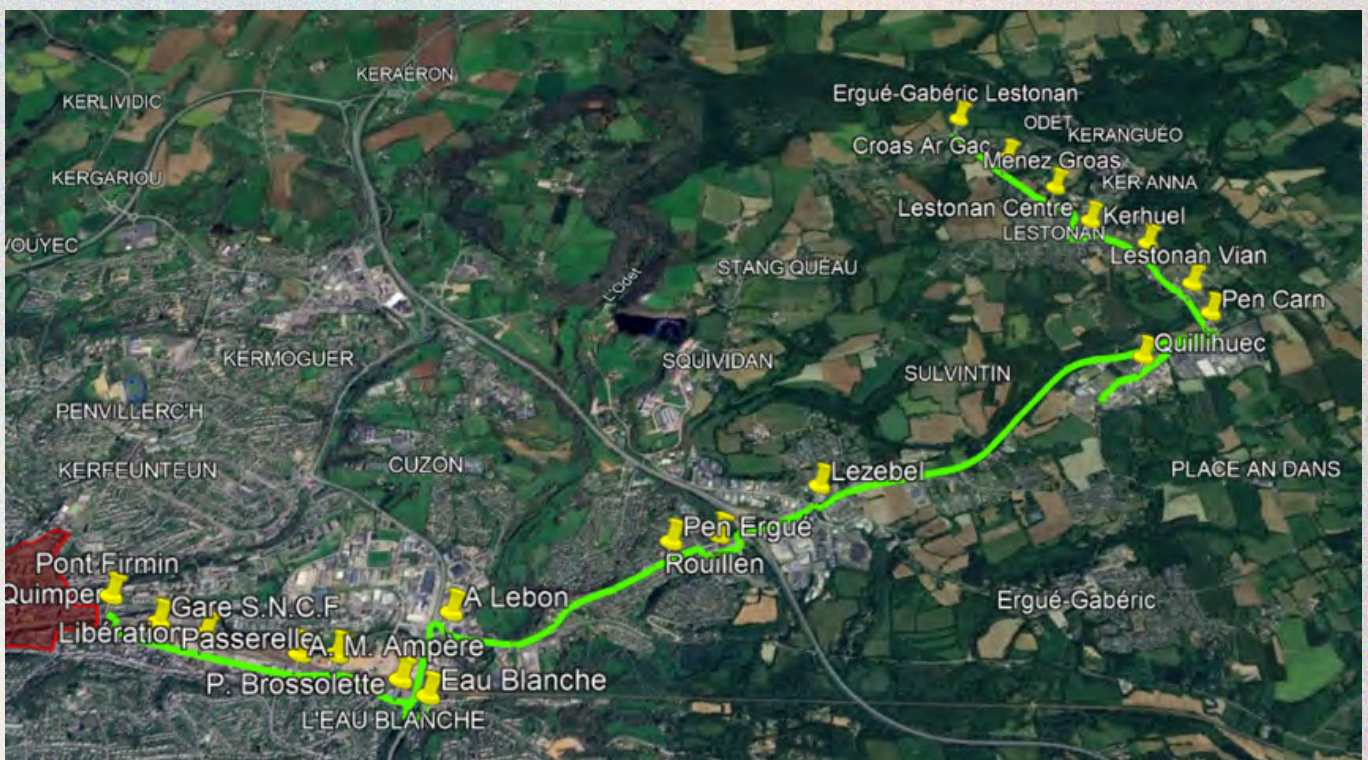 KERAERON
KERLIVIDIC
Ergué-Gabéric Lestonan
ODET
KERANGUÉO
Croas Ar Gac
Menez Groas
KERGARIOU
KER ANNA
Lestonan Centre
Kerhuel
LESTONAN
VOUYEC
Lestonan Vian
STANG QUÉAU
L'Odet
Pen Carn
Quillihuec
KERMOGUER
SQUIVIDAN
SULVINTIN
PENVILLERC'H
KERFEUNTEUN
CUZON
Lezebel
PLACE AN DANS
Pen Ergué
Rouillen
Pont Firmin
Quimper
Gare S.N.C.F
A Lebon
Ergué-Gabéric
Libération
Passerelle
A. M. Ampère
P. Brossolette
Eau Blanche
L'EAU BLANCHE